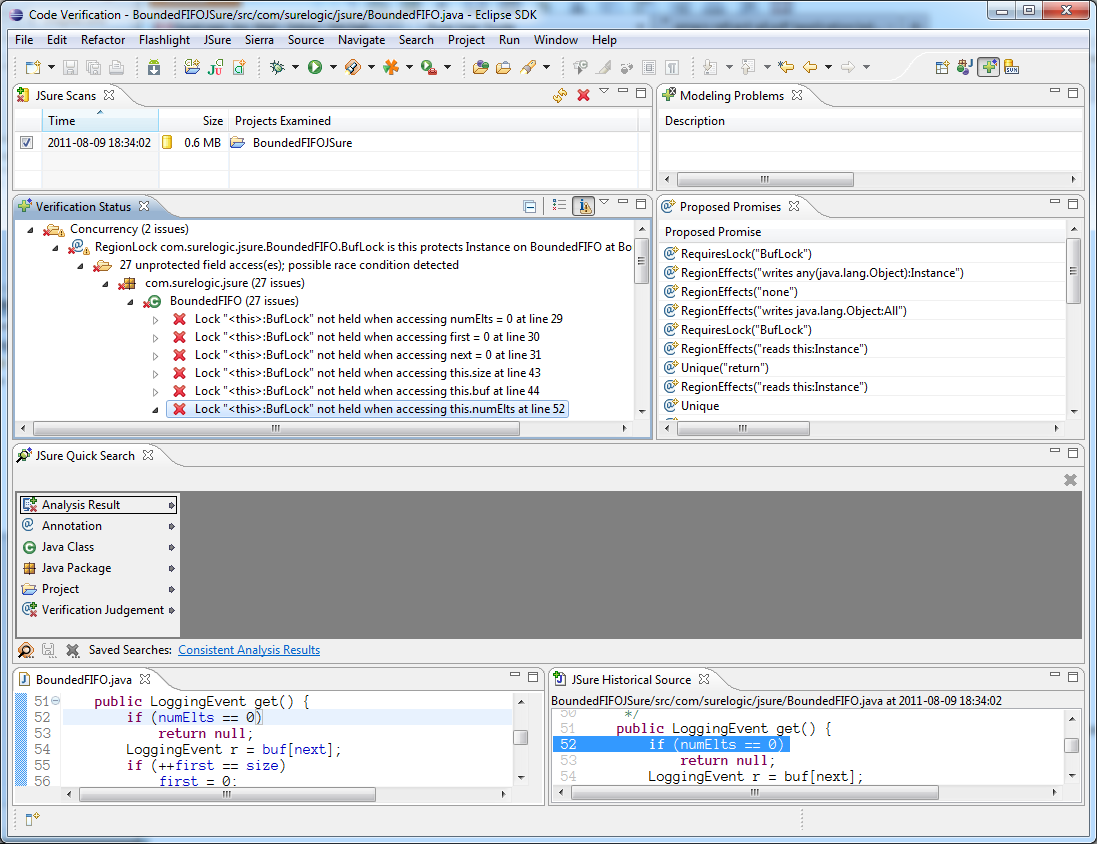 Code Verification - BoundedFIFOJSure/src/com/surelogic/jsure/BoundedFIFO.java - Eclipse SDK
File Edit Refactor Flashlight JSure Sierra Source Navigate Search Project Run Window Help
JSure Scans
Time Size Projects Examined
2011-08-09 18:34:02 0.6 MB BoundedFIFOJSure
Modeling Problems
Description
Verification Status
Concurrency (2 issues)
RegionLock com.surelogic.jsure.BoundedFIFO.BufLock is this protects Instance on BoundedFIFO at Bo
27 unprotected field access(es); possible race condition detected
com.surelogic.jsure (27 issues)
BoundedFIFO (27 issues)
Lock "<this>:BufLock" not held when accessing numElts = 0 at line 29
Lock "<this>:BufLock" not held when accessing first = 0 at line 30
Lock "<this>:BufLock" not held when accessing next = 0 at line 31
Lock "<this>:BufLock" not held when accessing this.size at line 43
Lock "<this>:BufLock" not held when accessing this.buf at line 44
Lock "<this>:BufLock" not held when accessing this.numElts at line 52
Proposed Promises
Proposed Promise
RequiresLock("BufLock")
RegionEffects("writes any(java.lang.Object):Instance")
RegionEffects("none")
RegionEffects("writes java.lang.Object:All")
RequiresLock("BufLock")
RegionEffects("reads this:Instance")
Unique("return")
RegionEffects("reads this:Instance")
Unique
JSure Quick Search
Analysis Result
Annotation
Java Class
Java Package
Project
Verification Judgement
Saved Searches: Consistent Analysis Results
BoundedFIFO.java
51 public LoggingEvent get() {
52 if (numElts == 0)
53 return null;
54 LoggingEvent r = buf[next];
55 if (++first == size)
56 first = 0;
JSure Historical Source
BoundedFIFOJSure/src/com/surelogic/jsure/BoundedFIFO.java at 2011-08-09 18:34:02
50 */
51 public LoggingEvent get() {
52 if (numElts == 0)
53 return null;
54 LoggingEvent r = buf[next];